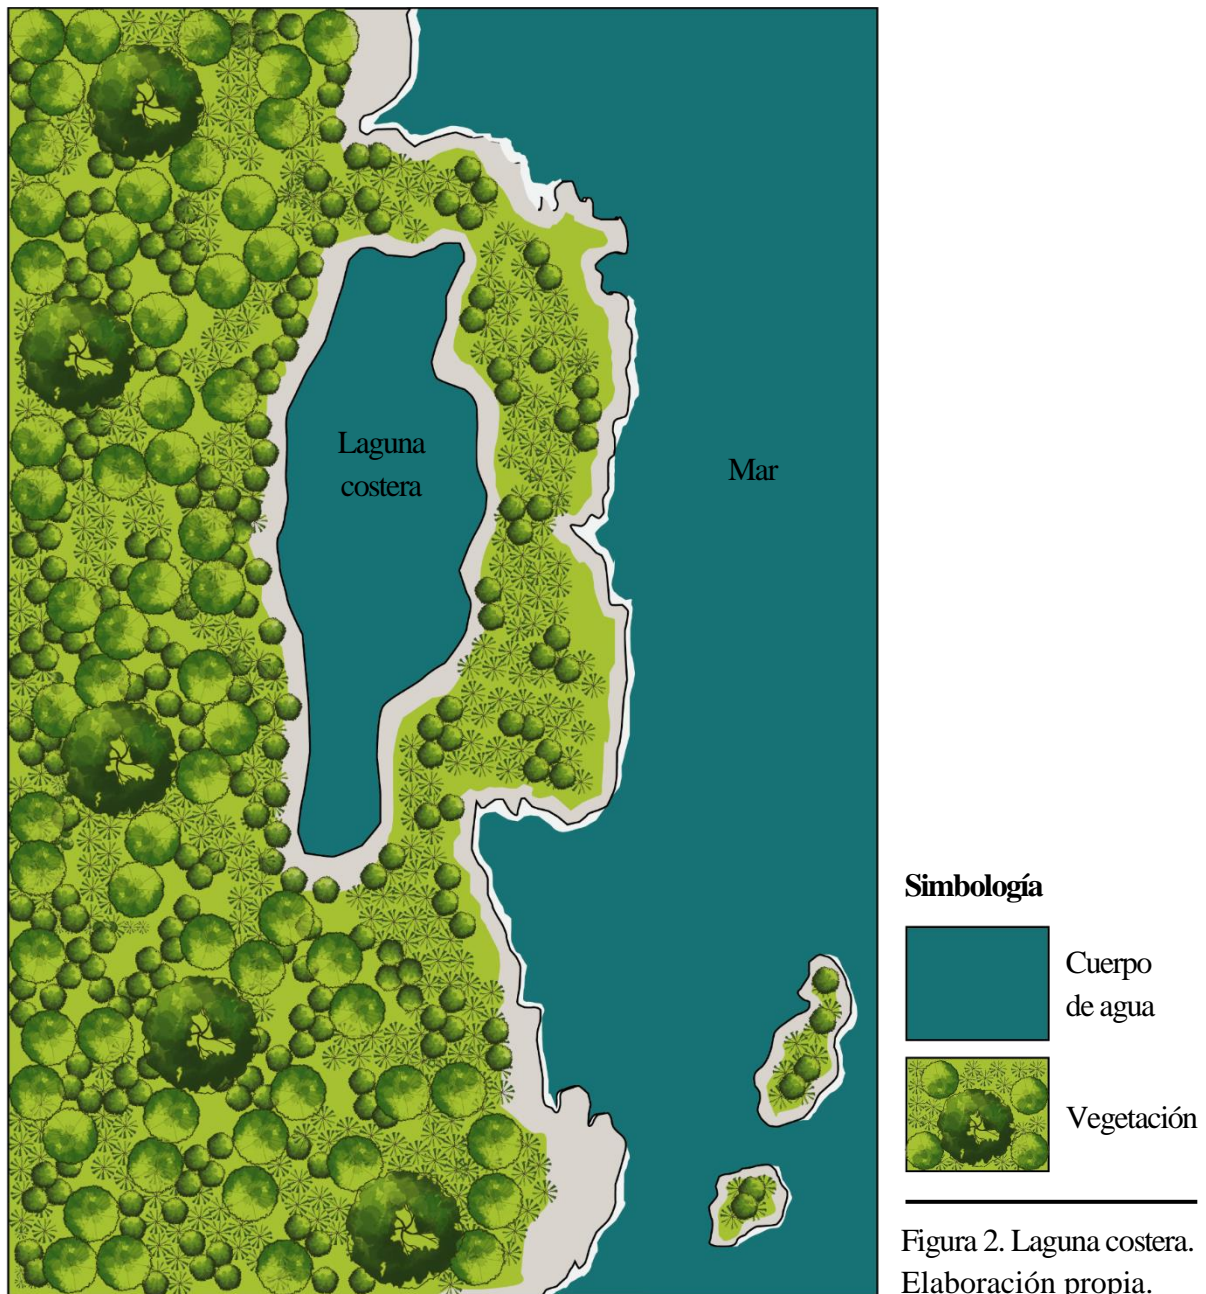 Laguna
costera
Mar
Simbología
Cuerpo
de agua
Vegetación
Figura 2. Laguna costera.
Elaboración propia.